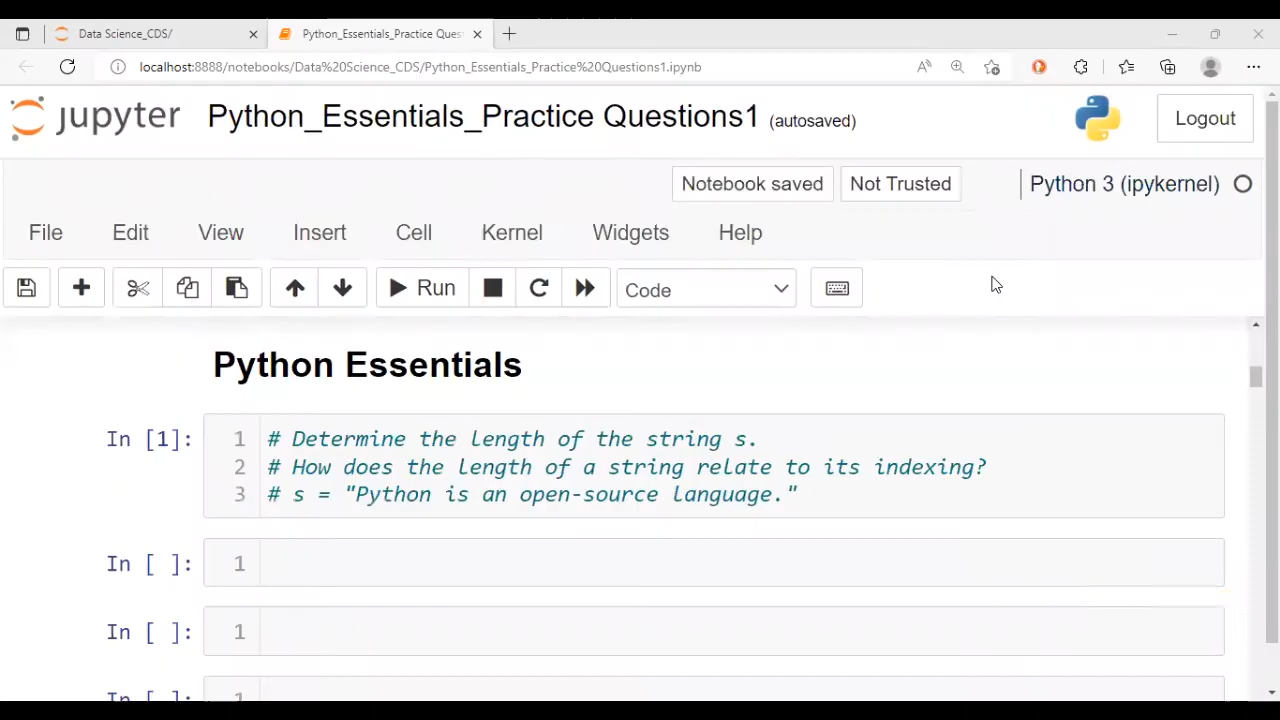 Data Science_CDS/
Python_Essentials_Practice Ques
localhost:8888/notebooks/Data%20Science_CDS/Python_Essentials_Practice%20Questions1.ipynb
jupyter Python_Essentials_Practice Questions1 (autosaved) Logout
Notebook saved Not Trusted Python 3 (ipykernel)
File Edit View Insert Cell Kernel Widgets Help
Run Code
Python Essentials
In [1]: 1 # Determine the length of the string s.
2 # How does the length of a string relate to its indexing?
3 # s = "Python is an open-source language."
In [ ]: 1
In [ ]: 1
In [ ]: 1